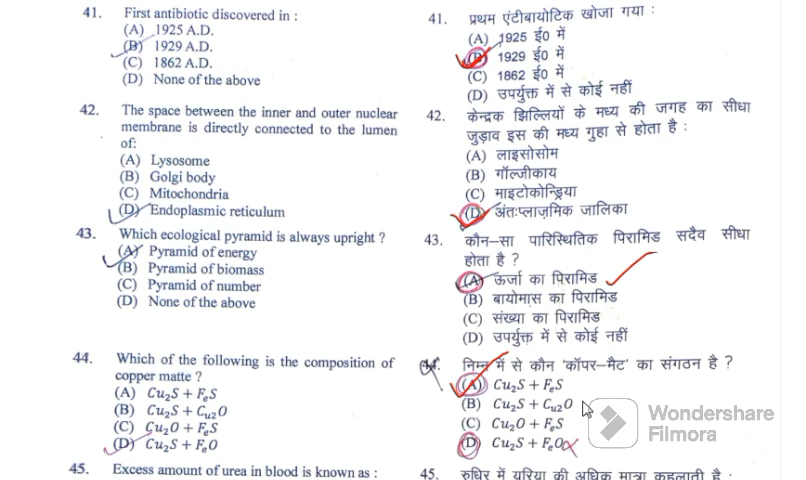 41. First antibiotic discovered in :
(A) 1925 A.D.
(B) 1929 A.D.
(C) 1862 A.D.
(D) None of the above
42. The space between the inner and outer nuclear
membrane is directly connected to the lumen
of:
(A) Lysosome
(B) Golgi body
(C) Mitochondria
(D) Endoplasmic reticulum
43. Which ecological pyramid is always upright ?
(A) Pyramid of energy
(B) Pyramid of biomass
(C) Pyramid of number
(D) None of the above
44. Which of the following is the composition of
copper matte ?
(A) Cu₂S + FₑS
(B) Cu₂S + Cᵤ₂O
(C) Cu₂O + FₑS
(D) Cu₂S + FₑO
45. Excess amount of urea in blood is known as :
41. प्रथम एंटीबायोटिक खोजा गया :
(A) 1925 ई0 में
(B) 1929 ई0 में
(C) 1862 ई0 में
(D) उपर्युक्त में से कोई नहीं
42. केन्द्रक झिल्लियों के मध्य की जगह का सीधा
जुड़ाव इस की मध्य गुहा से होता है :
(A) लाइसोसोम
(B) गॉल्जीकाय
(C) माइटोकोन्ड्रिया
(D) अंतःप्लाज़मिक जालिका
43. कौन–सा पारिस्थितिक पिरामिड सदैव सीधा
होता है ?
(A) ऊर्जा का पिरामिड
(B) बायोमास का पिरामिड
(C) संख्या का पिरामिड
(D) उपर्युक्त में से कोई नहीं
44. निम्न में से कौन 'कॉपर–मैट' का संगठन है ?
(A) Cu₂S + FₑS
(B) Cu₂S + Cᵤ₂O
(C) Cu₂O + FₑS
(D) Cu₂S + FₑO
45. रुधिर में यूरिया की अधिक मात्रा कहलाती है :
Wondershare
Filmora